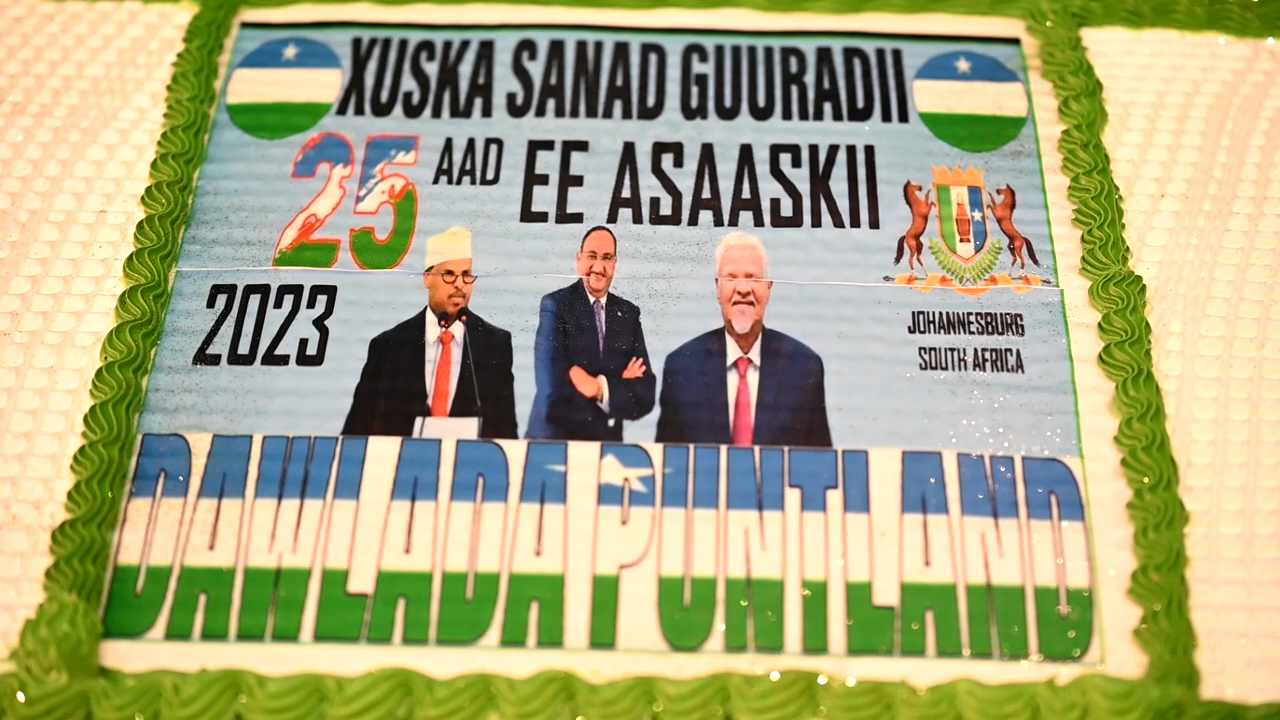 XUSKA SANAD GUURADII
25 AAD EE ASAASKII
2023
JOHANNESBURG
SOUTH AFRICA
DAWLADA PUNTLAND